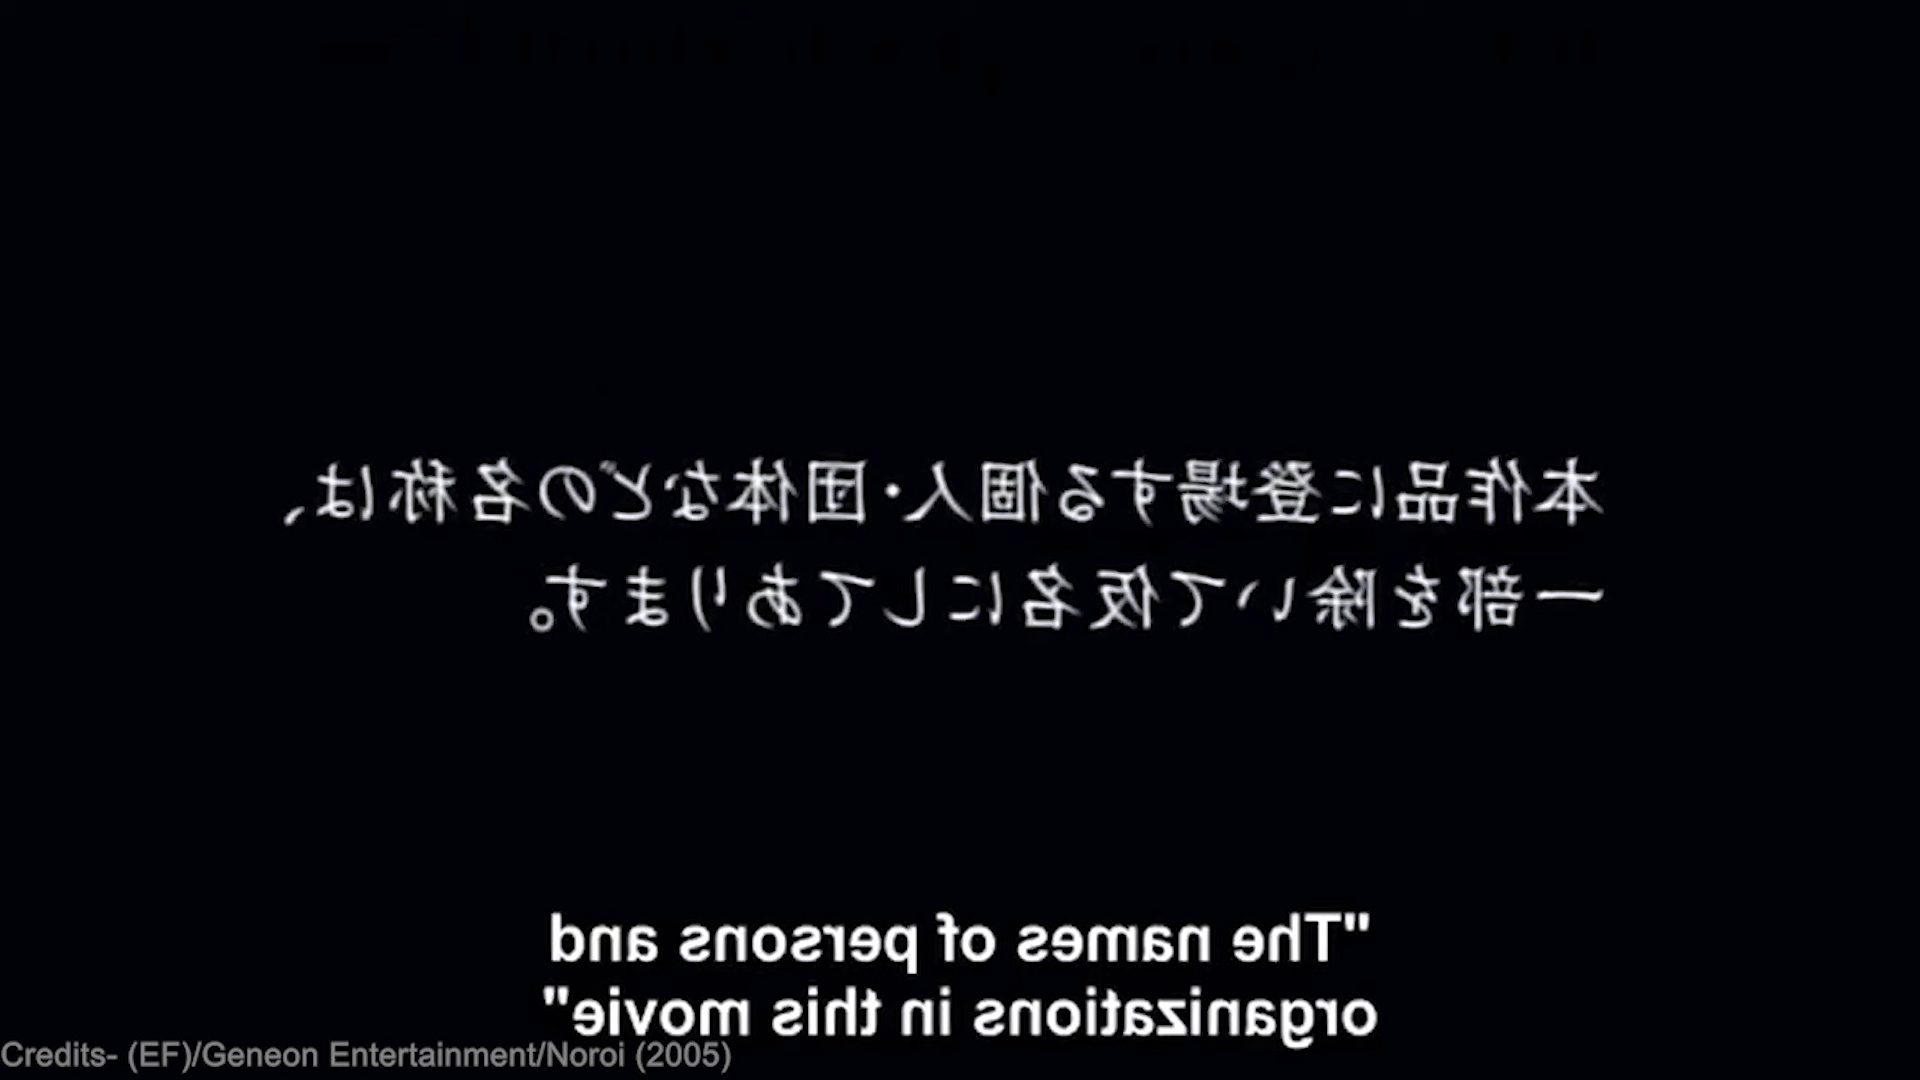 本作品に登場する個人・団体などの名称は、
一部を除いて仮名にしてあります。
"The names of persons and
organizations in this movie"
Credits- (EF)/Geneon Entertainment/Noroi (2005)